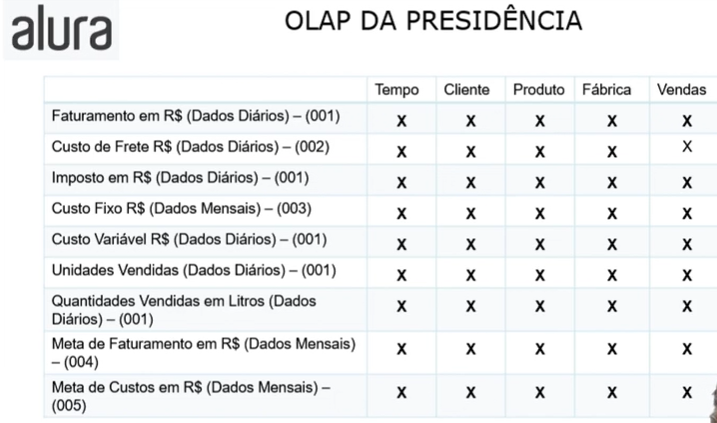 alura
OLAP DA PRESIDÊNCIA
Tempo Cliente Produto Fábrica Vendas
Faturamento em R$ (Dados Diários) – (001) X X X X X
Custo de Frete R$ (Dados Diários) – (002) X X X X X
Imposto em R$ (Dados Diários) – (001) X X X X X
Custo Fixo R$ (Dados Mensais) – (003) X X X X X
Custo Variável R$ (Dados Diários) – (001) X X X X X
Unidades Vendidas (Dados Diários) – (001) X X X X X
Quantidades Vendidas em Litros (Dados
Diários) – (001) X X X X X
Meta de Faturamento em R$ (Dados Mensais)
– (004) X X X X X
Meta de Custos em R$ (Dados Mensais) –
(005) X X X X X